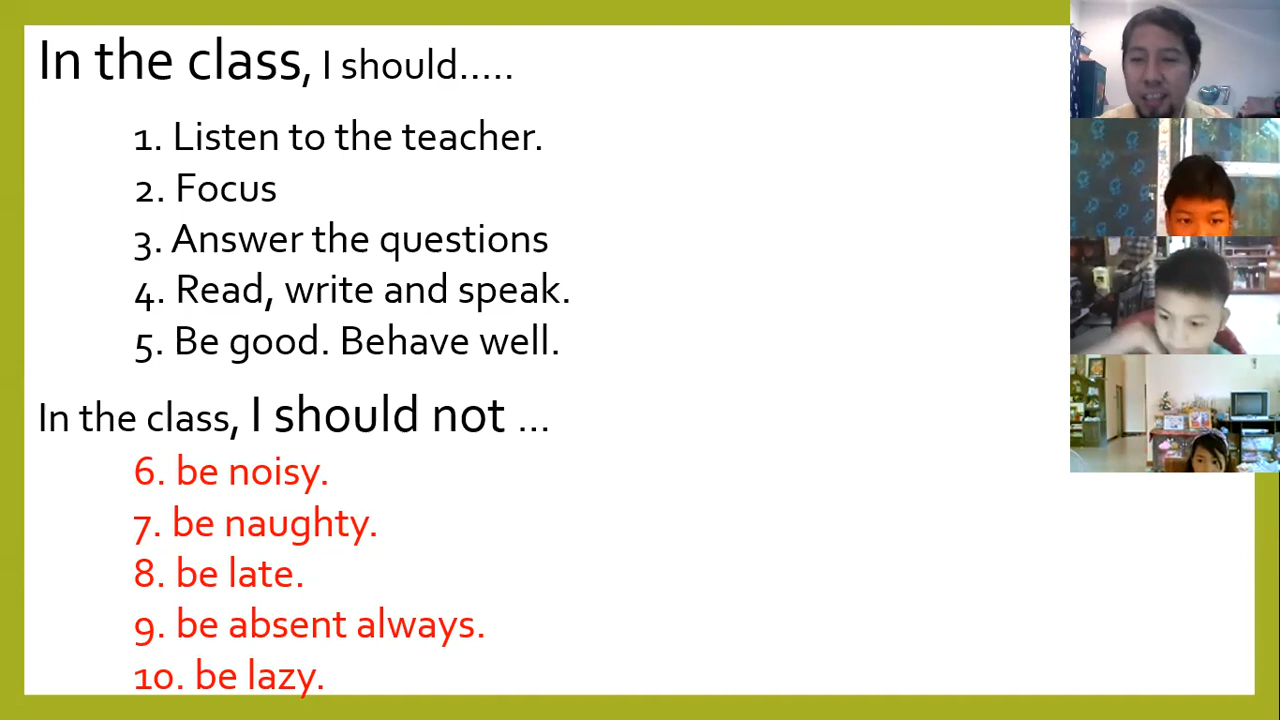 In the class, I should.....
1. Listen to the teacher.
2. Focus
3. Answer the questions
4. Read, write and speak.
5. Be good. Behave well.
In the class, I should not ...
6. be noisy.
7. be naughty.
8. be late.
9. be absent always.
10. be lazy.